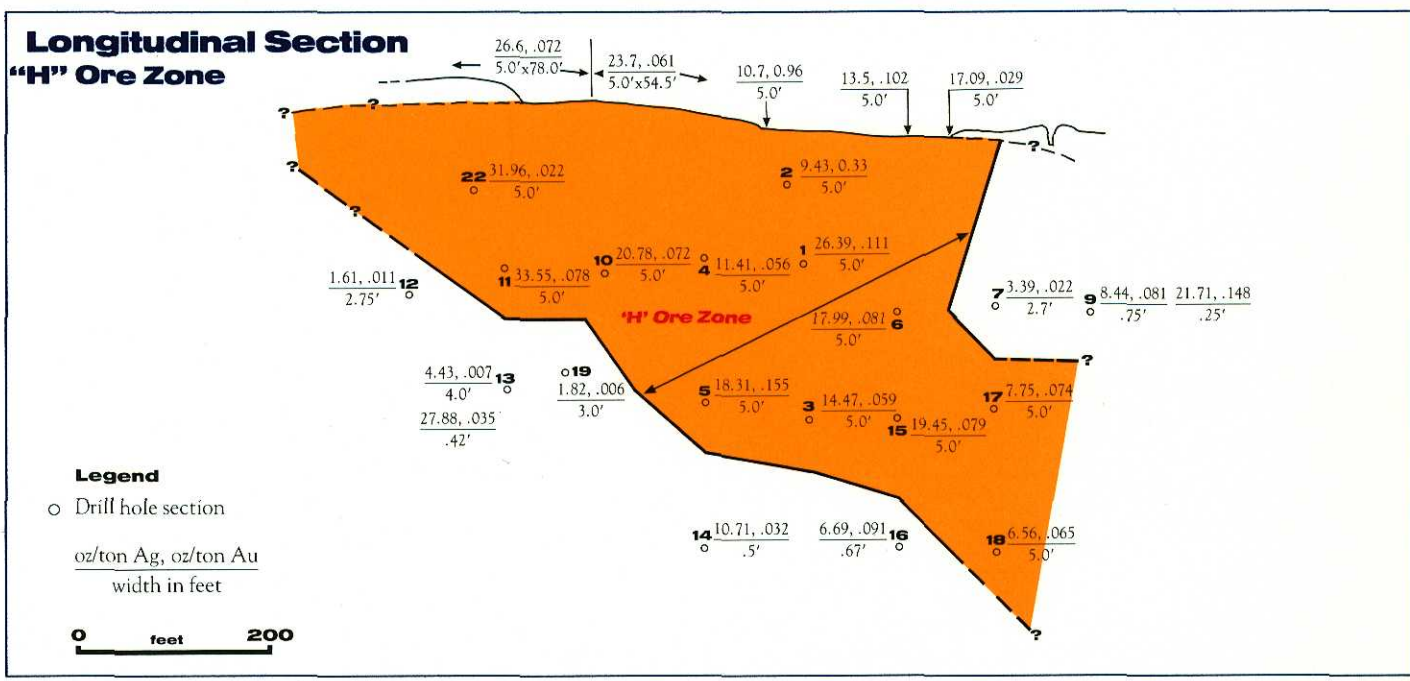 Longitudinal Section
"H" Ore Zone
26.6, .072
5.0'x78.0'
23.7, .061
5.0'x54.5'
10.7, 0.96
5.0'
13.5, .102
5.0'
17.09, .029
5.0'
?
?
?
?
?
22 31.96, .022
5.0'
2 9.43, 0.33
5.0'
1.61, .011 12
2.75'
11 33.55, .078
5.0'
10 20.78, .072
5.0'
4 11.41, .056
5.0'
1 26.39, .111
5.0'
'H' Ore Zone
17.99, .081 6
5.0'
7 3.39, .022
2.7'
9 8.44, .081 21.71, .148
.75' .25'
?
4.43, .007 13
4.0'
27.88, .035
.42'
19
1.82, .006
3.0'
5 18.31, .155
5.0'
3 14.47, .059
5.0'
15 19.45, .079
5.0'
17 7.75, .074
5.0'
14 10.71, .032
.5'
6.69, .091 16
.67'
18 6.56, .065
5.0'
?
Legend
Drill hole section
oz/ton Ag, oz/ton Au
width in feet
0 feet 200